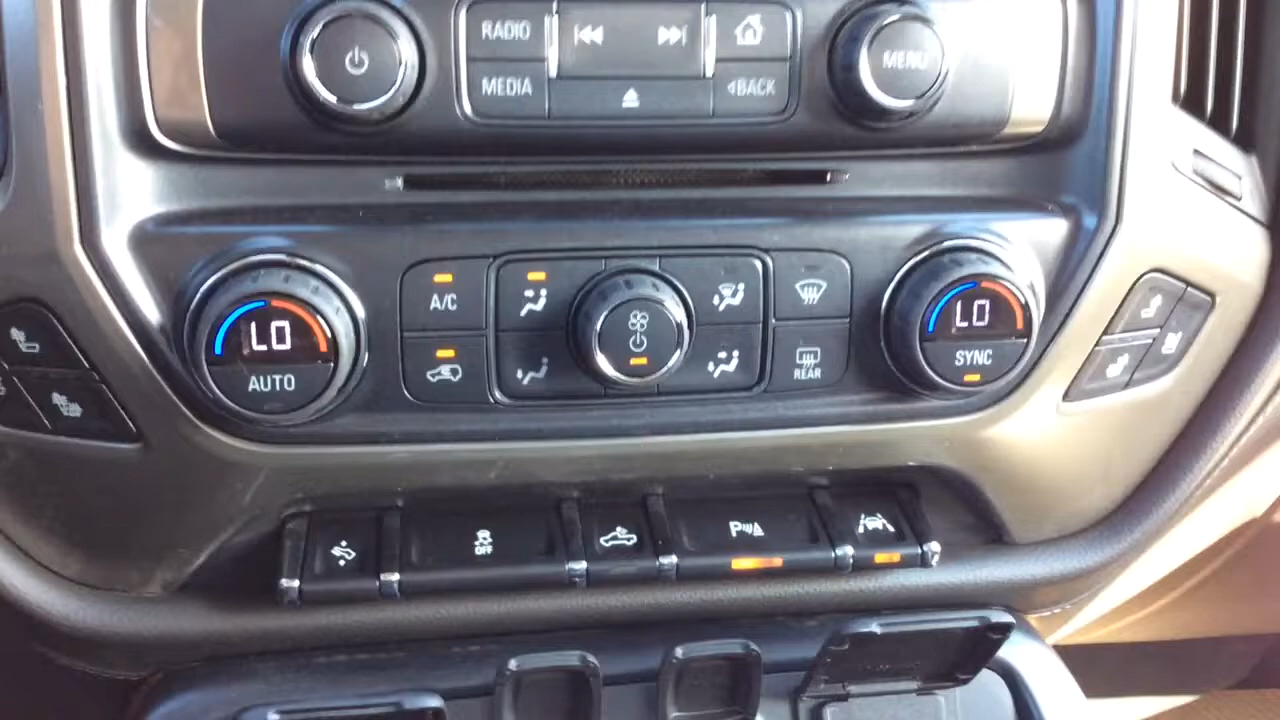 RADIO
MEDIA
BACK
MENU
LO
AUTO
A/C
REAR
LO
SYNC
OFF
P